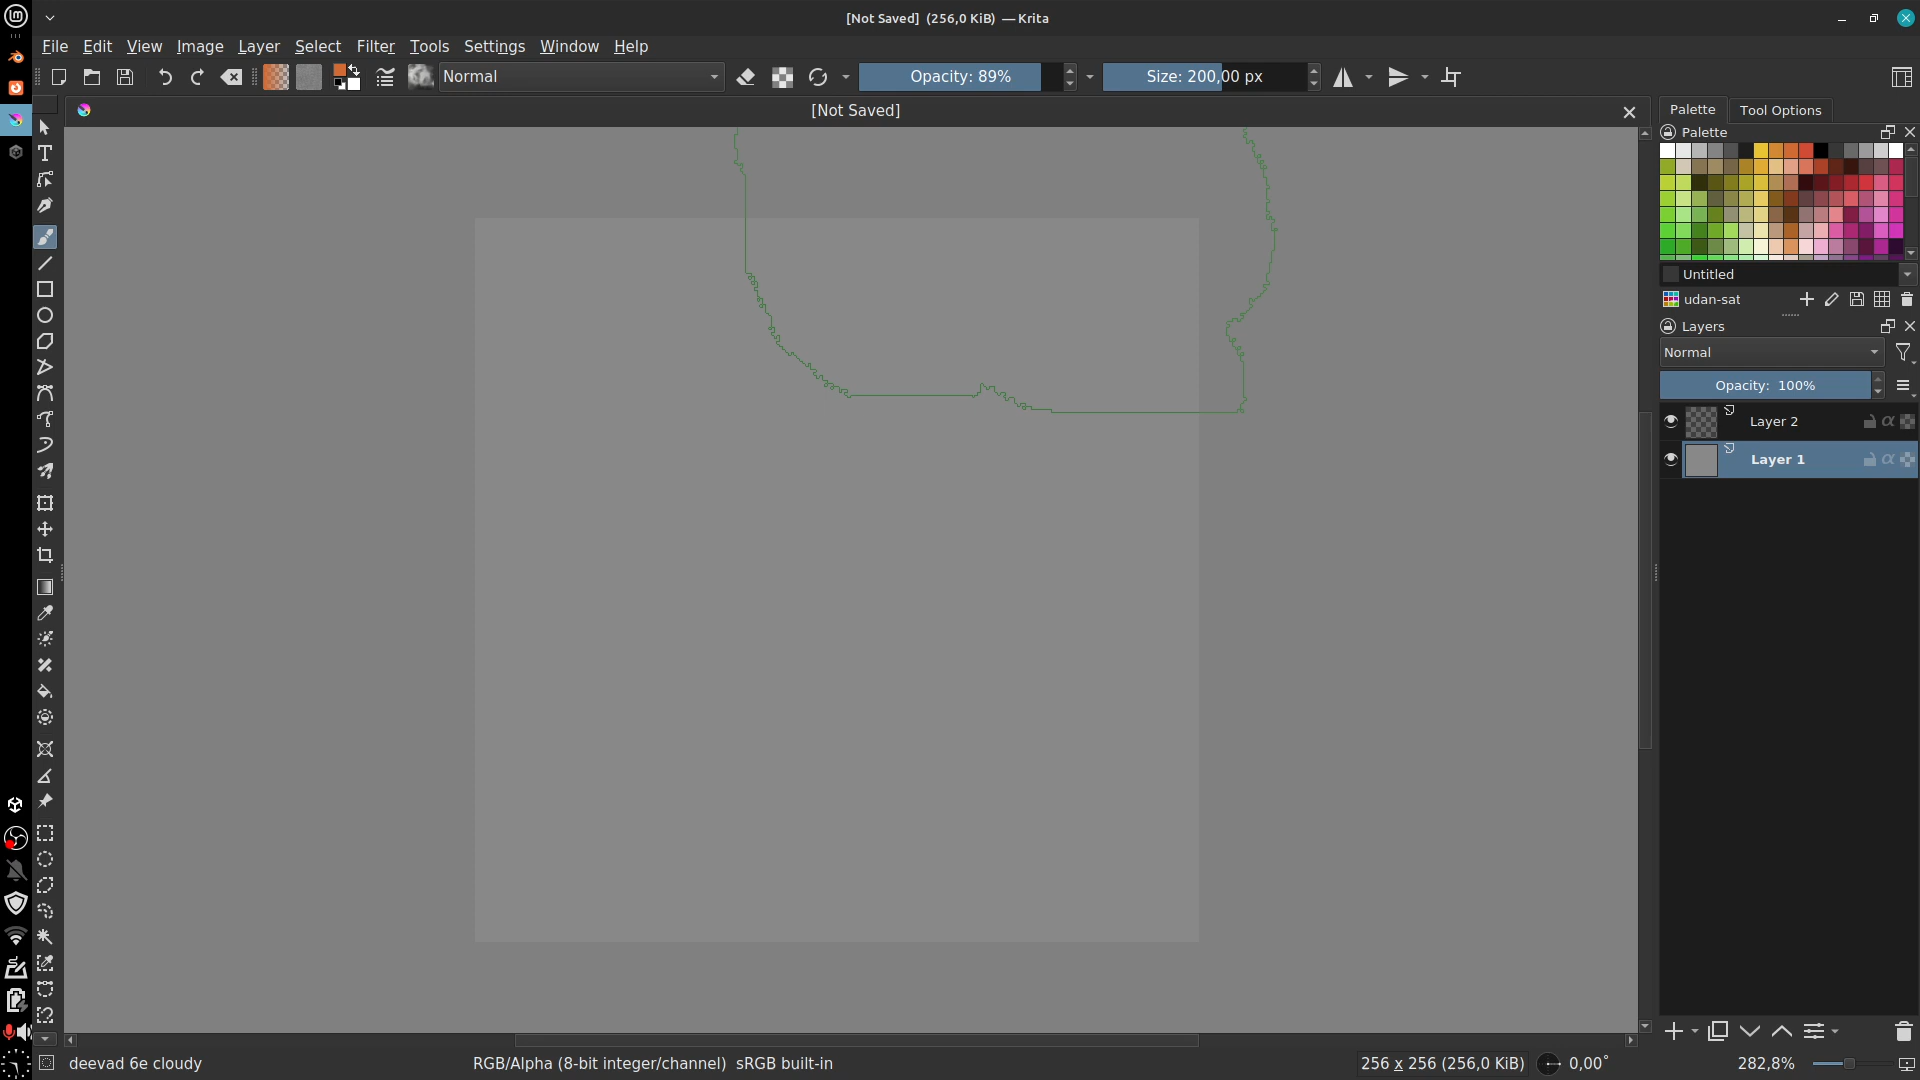 [Not Saved] (256,0 KiB) — Krita
File Edit View Image Layer Select Filter Tools Settings Window Help
Normal
Opacity: 89%
Size: 200,00 px
[Not Saved]
Palette
Tool Options
Palette
Untitled
udan-sat
Layers
Normal
Opacity: 100%
Layer 2
Layer 1
deevad 6e cloudy
RGB/Alpha (8-bit integer/channel) sRGB built-in
256 x 256 (256,0 KiB)
0,00°
282,8%